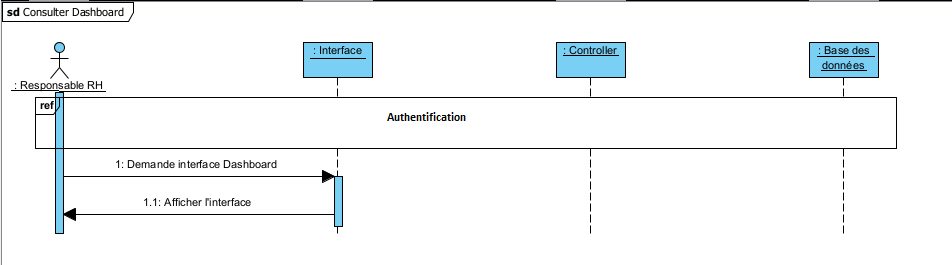 sd Consulter Dashboard
: Responsable RH
: Interface
: Controller
: Base des
données
ref
Authentification
1: Demande interface Dashboard
1.1: Afficher l'interface